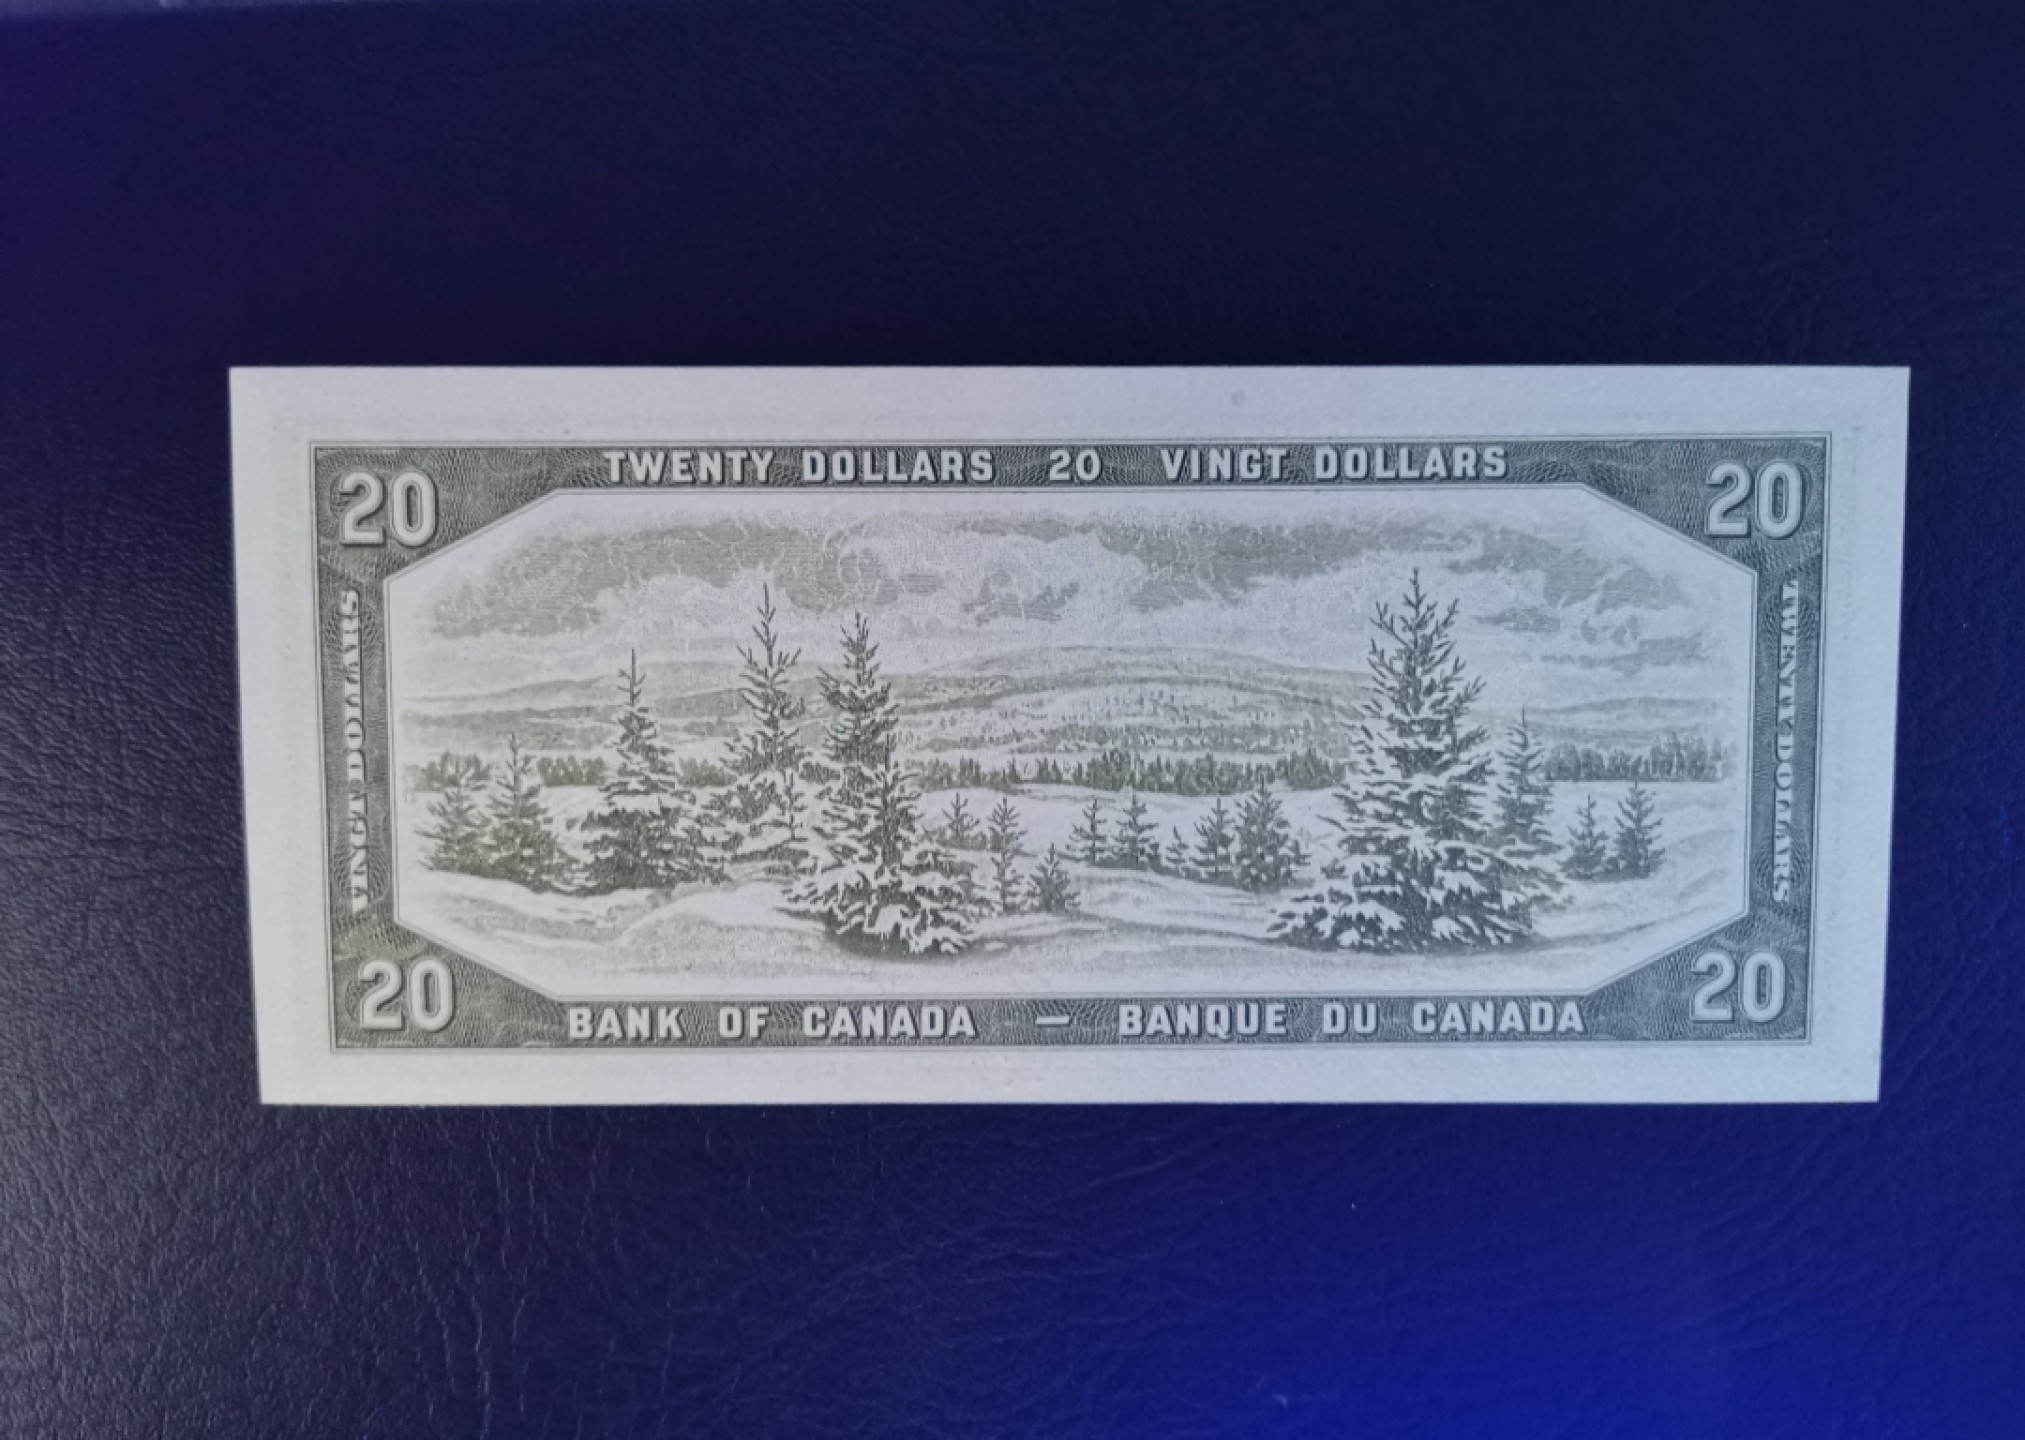 TWENTY DOLLARS 20 VINGT DOLLARS
20
20
VINGT DOLLARS
TWENTY DOLLARS
20
20
BANK OF CANADA — BANQUE DU CANADA